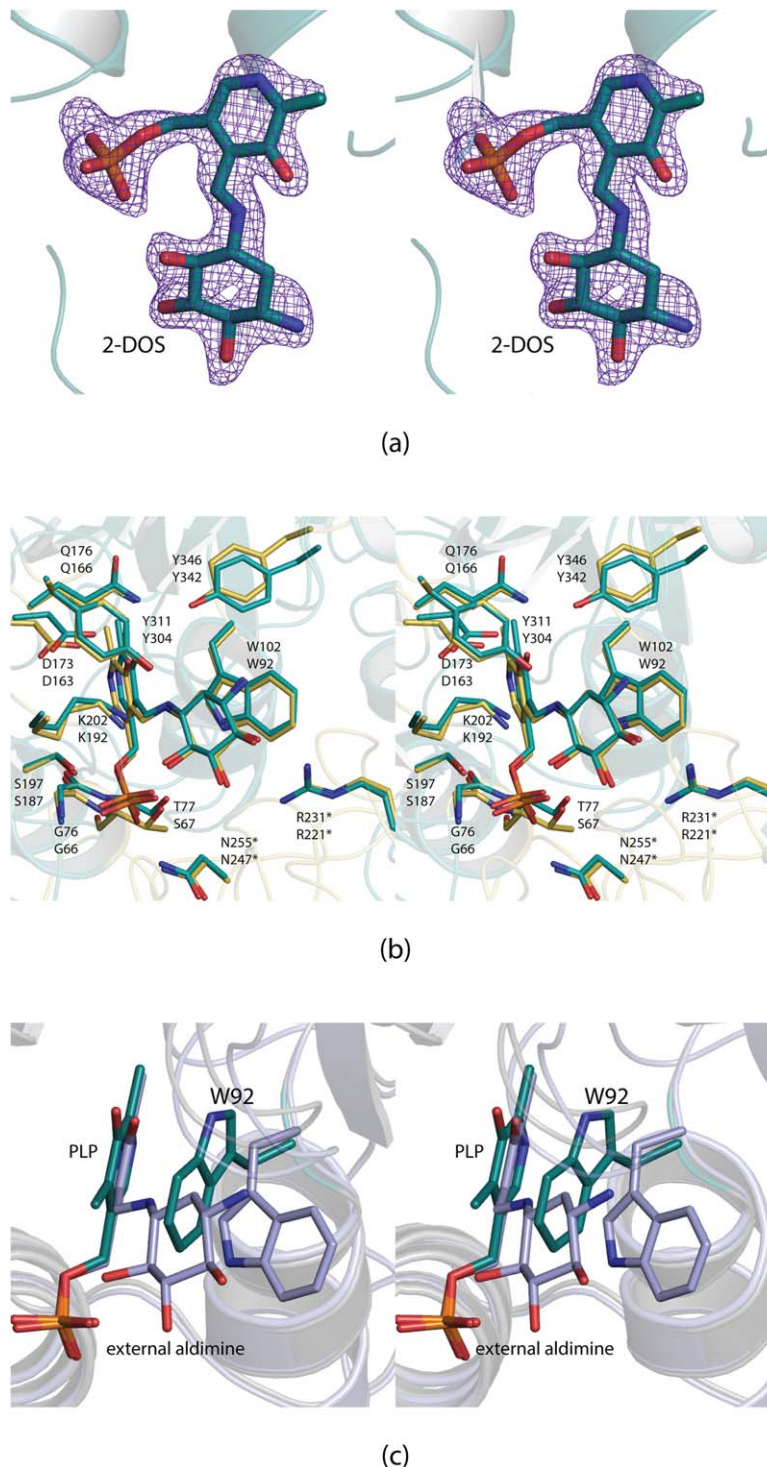 2-DOS
2-DOS
(a)
Q176
Q166
Y346
Y342
Y311
Y304
D173
D163
W102
W92
K202
K192
S197
S187
T77
S67
G76
G66
R231*
R221*
N255*
N247*
Q176
Q166
Y346
Y342
Y311
Y304
D173
D163
W102
W92
K202
K192
S197
S187
T77
S67
G76
G66
R231*
R221*
N255*
N247*
(b)
W92
PLP
external aldimine
W92
PLP
external aldimine
(c)